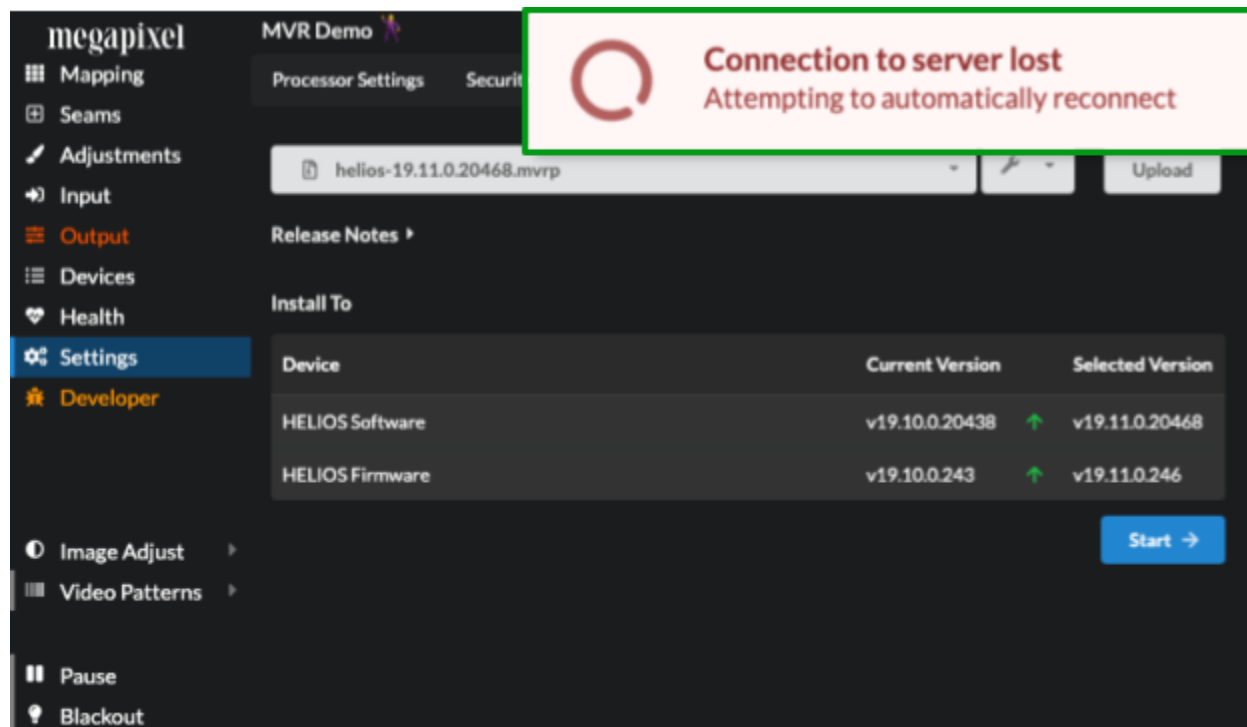 megapixel
MVR Demo
Connection to server lost
Attempting to automatically reconnect
Mapping
Seams
Adjustments
Input
Output
Devices
Health
Settings
Developer
Image Adjust
Video Patterns
Pause
Blackout
Processor Settings Securit
helios-19.11.0.20468.mvrp Upload
Release Notes
Install To
Device Current Version Selected Version
HELIOS Software v19.10.0.20438 v19.11.0.20468
HELIOS Firmware v19.10.0.243 v19.11.0.246
Start →